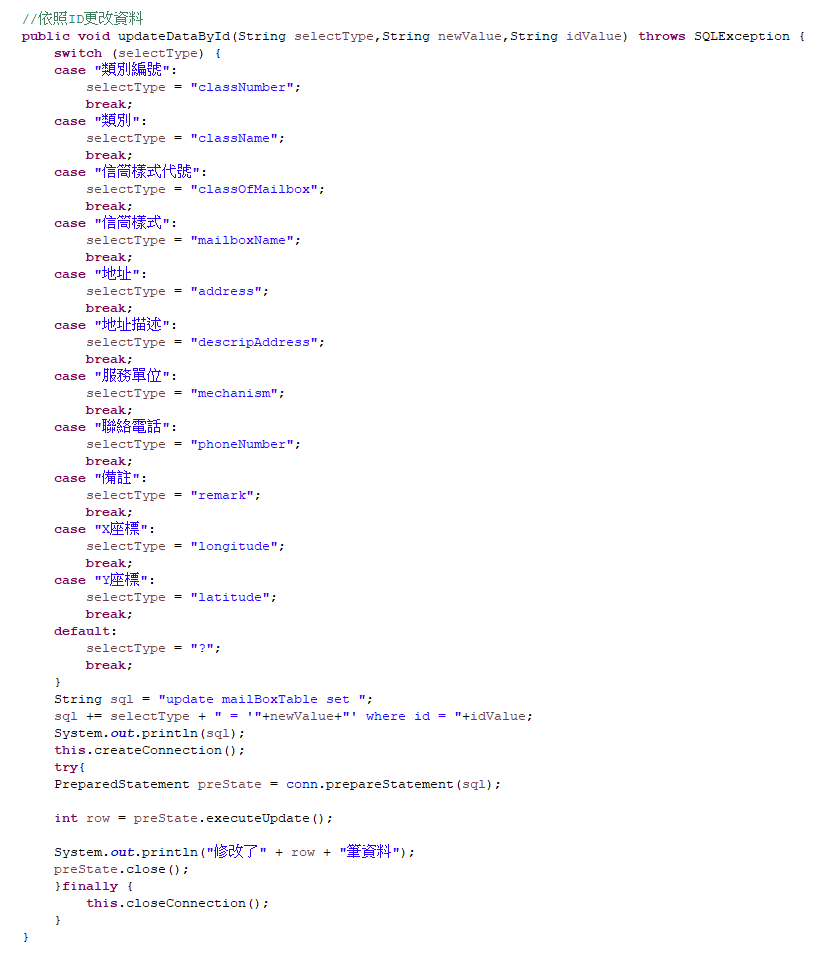 //依照ID更改資料
public void updateDataById(String selectType,String newValue,String idValue) throws SQLException {
    switch (selectType) {
    case "類別編號":
        selectType = "classNumber";
        break;
    case "類別":
        selectType = "className";
        break;
    case "信筒樣式代號":
        selectType = "classOfMailbox";
        break;
    case "信筒樣式":
        selectType = "mailboxName";
        break;
    case "地址":
        selectType = "address";
        break;
    case "地址描述":
        selectType = "descripAddress";
        break;
    case "服務單位":
        selectType = "mechanism";
        break;
    case "聯絡電話":
        selectType = "phoneNumber";
        break;
    case "備註":
        selectType = "remark";
        break;
    case "X座標":
        selectType = "longitude";
        break;
    case "Y座標":
        selectType = "latitude";
        break;
    default:
        selectType = "?";
        break;
    }
    String sql = "update mailBoxTable set ";
    sql += selectType + " = '"+newValue+"' where id = "+idValue;
    System.out.println(sql);
    this.createConnection();
    try{
    PreparedStatement preState = conn.prepareStatement(sql);
    int row = preState.executeUpdate();
    System.out.println("修改了" + row + "筆資料");
    preState.close();
    }finally {
        this.closeConnection();
    }
}